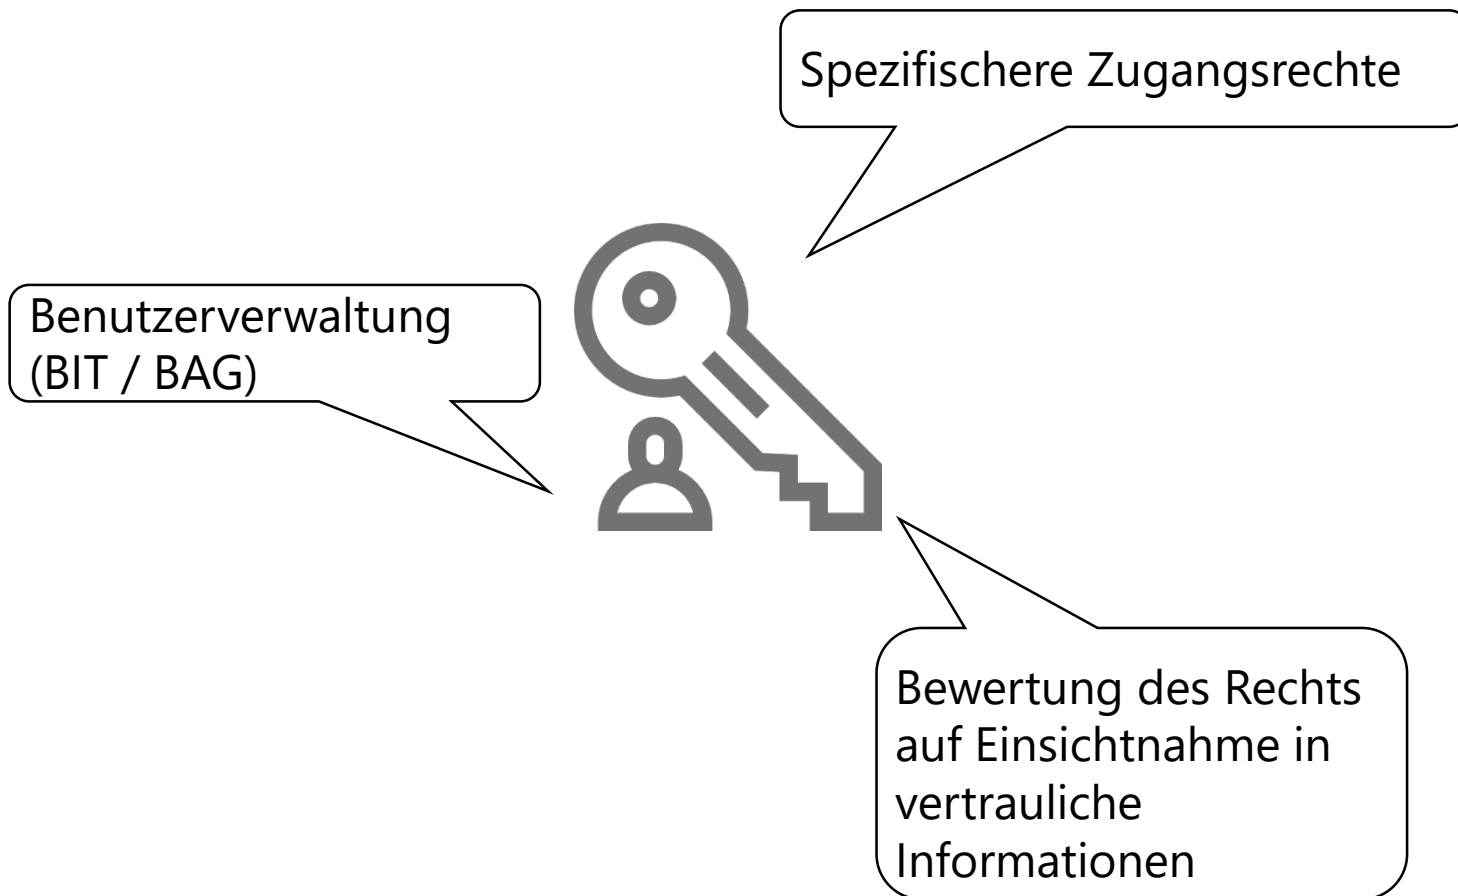 Spezifischere Zugangsrechte
Benutzerverwaltung
(BIT / BAG)
Bewertung des Rechts
auf Einsichtnahme in
vertrauliche
Informationen